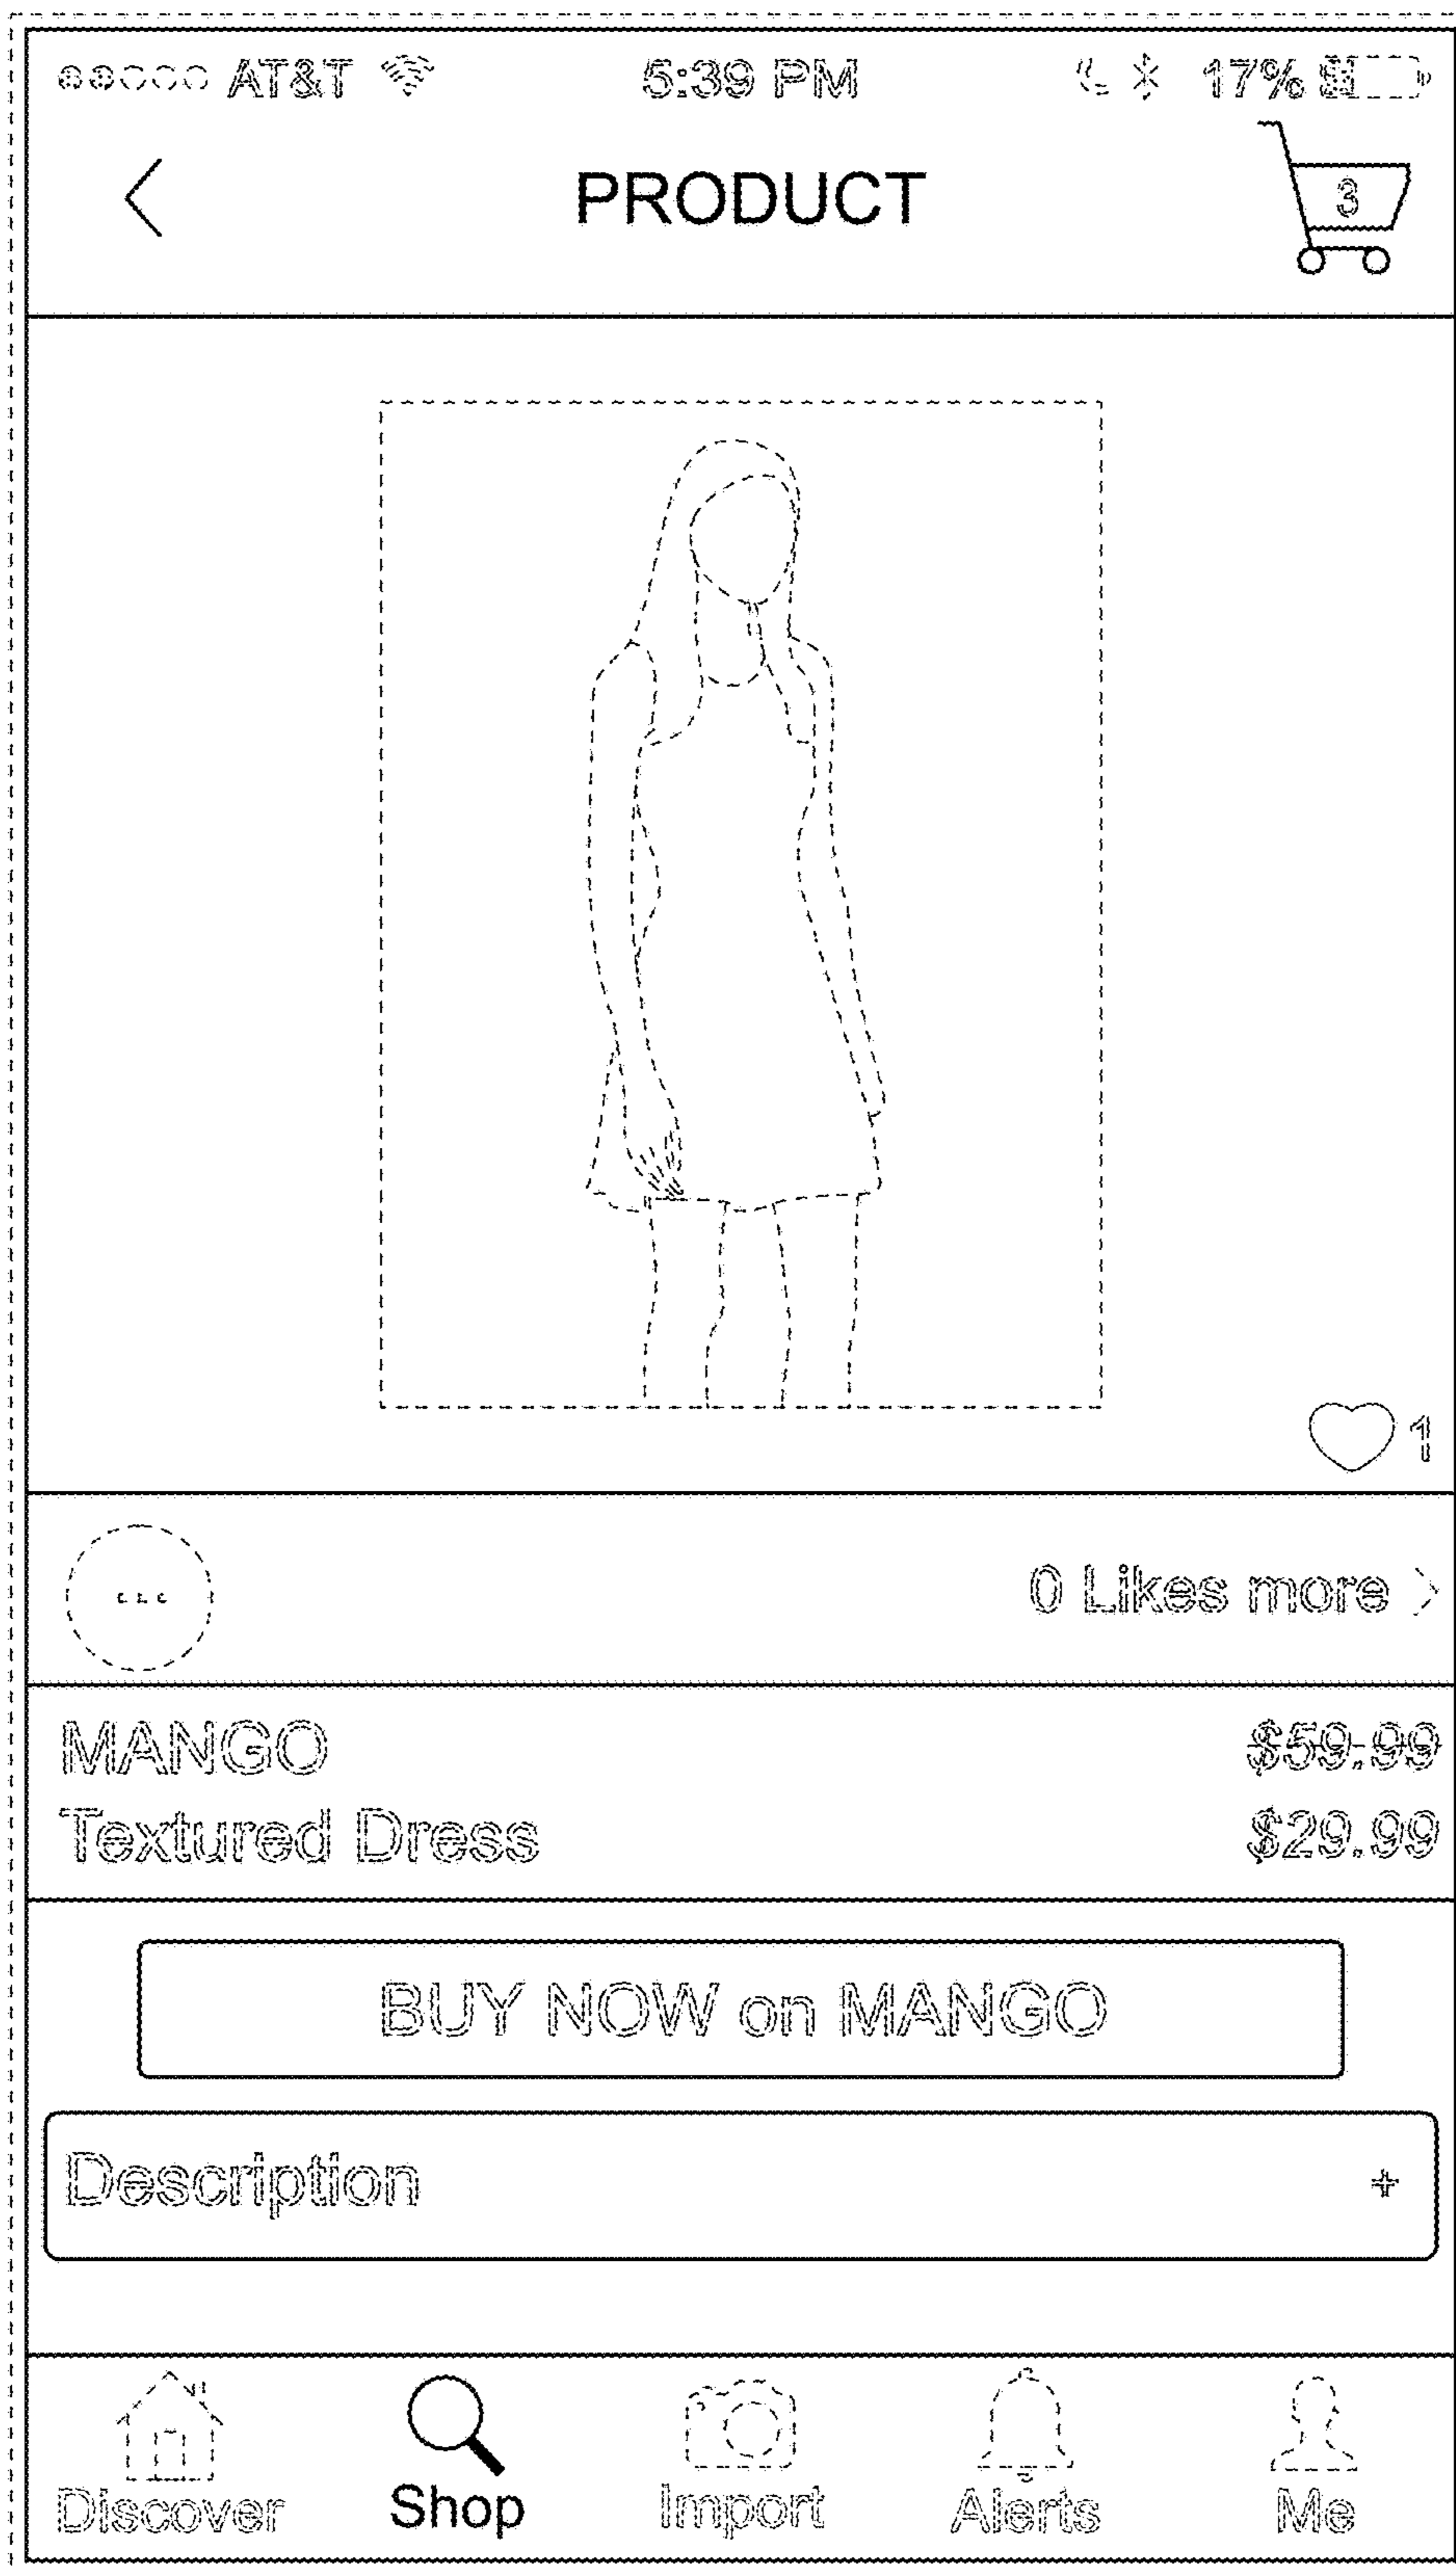 AT&T 5:39 PM 17%
PRODUCT 3
1
0 Likes more >
MANGO $59.99
Textured Dress $29.99
BUY NOW on MANGO
Description +
Discover Shop Import Alerts Me